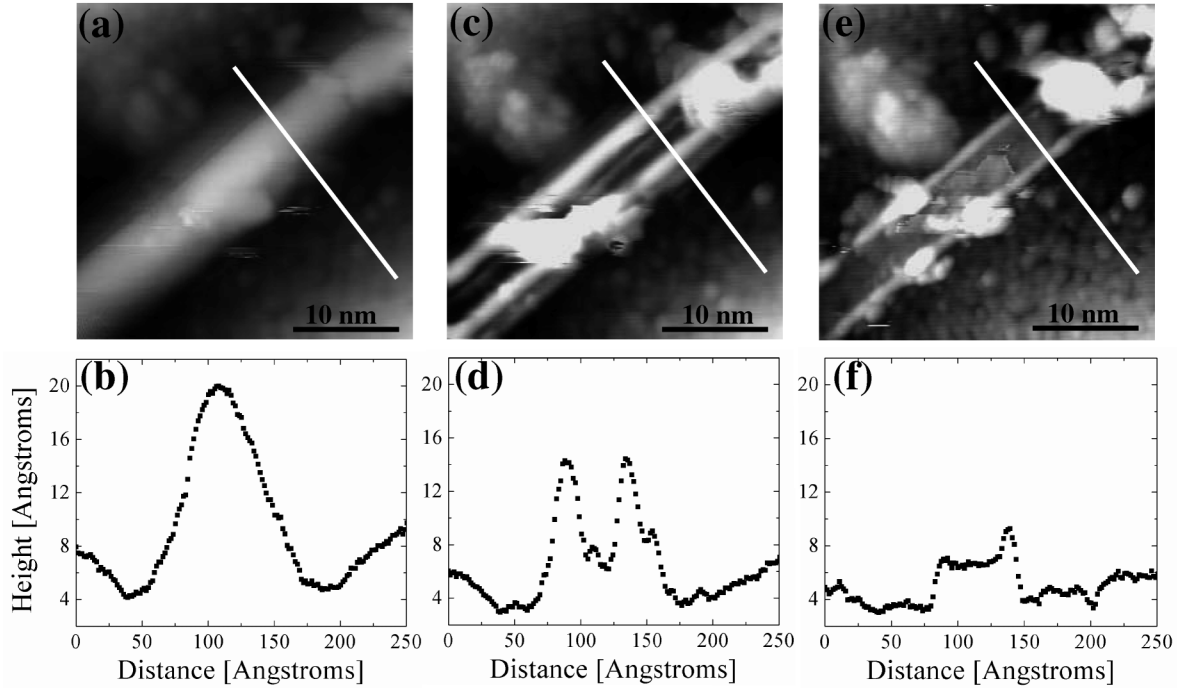 (a) (c) (e)
10 nm 10 nm 10 nm
(b) (d) (f)
Height [Angstroms]
20 20 20
16 16 16
12 12 12
8 8 8
4 4 4
0 50 100 150 200 250 0 50 100 150 200 250 0 50 100 150 200 250
Distance [Angstroms] Distance [Angstroms] Distance [Angstroms]